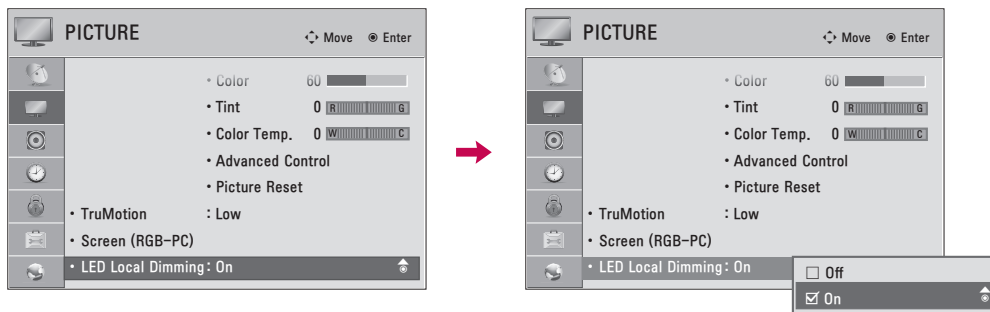 PICTURE
Move Enter
• Color 60
• Tint 0 R G
• Color Temp. 0 W C
• Advanced Control
• Picture Reset
• TruMotion : Low
• Screen (RGB-PC)
• LED Local Dimming: On
PICTURE
Move Enter
• Color 60
• Tint 0 R G
• Color Temp. 0 W C
• Advanced Control
• Picture Reset
• TruMotion : Low
• Screen (RGB-PC)
• LED Local Dimming: On
Off
On